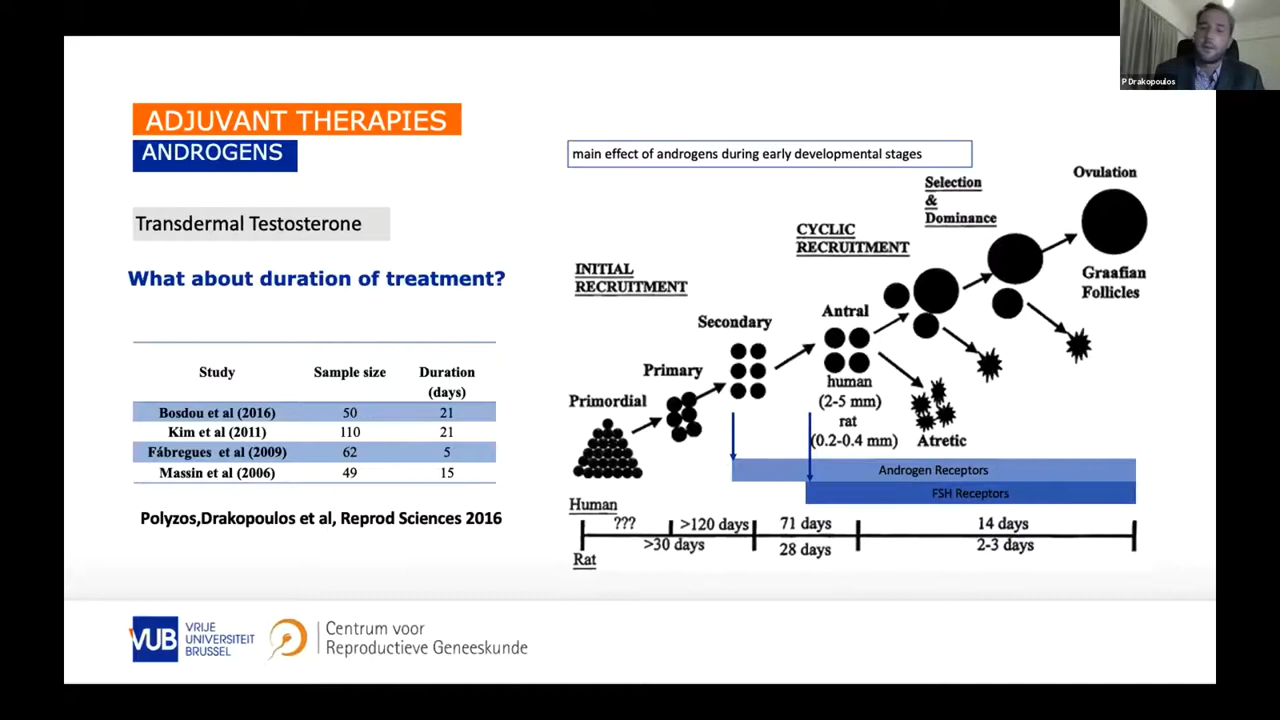 P Drakopoulos
ADJUVANT THERAPIES
ANDROGENS
Transdermal Testosterone
What about duration of treatment?
Study Sample size Duration
(days)
Bosdou et al (2016) 50 21
Kim et al (2011) 110 21
Fábregues et al (2009) 62 5
Massin et al (2006) 49 15
Polyzos,Drakopoulos et al, Reprod Sciences 2016
main effect of androgens during early developmental stages
INITIAL
RECRUITMENT
CYCLIC
RECRUITMENT
Selection
&
Dominance
Ovulation
Primordial
Primary
Secondary
Antral
human
(2-5 mm)
rat
(0.2-0.4 mm)
Atretic
Graafian
Follicles
Androgen Receptors
FSH Receptors
Human
??? >120 days 71 days 14 days
>30 days 28 days 2-3 days
Rat
VUB
VRIJE
UNIVERSITEIT
BRUSSEL
Centrum voor
Reproductieve Geneeskunde